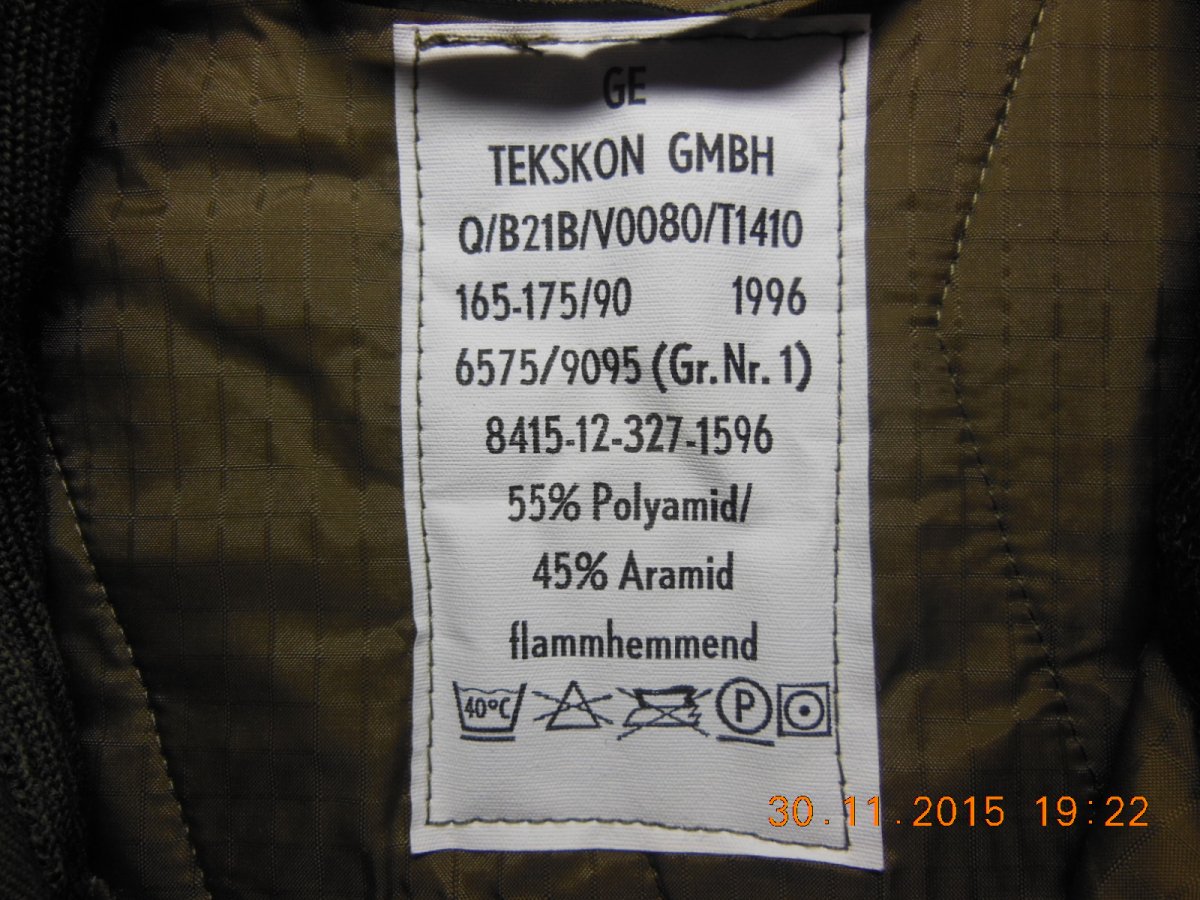 GE
TEKSKON GMBH
Q/B21B/V0080/T1410
165-175/90 1996
6575/9095 (Gr.Nr. 1)
8415-12-327-1596
55% Polyamid/
45% Aramid
flammhemmend
40°C P
30.11.2015 19:22